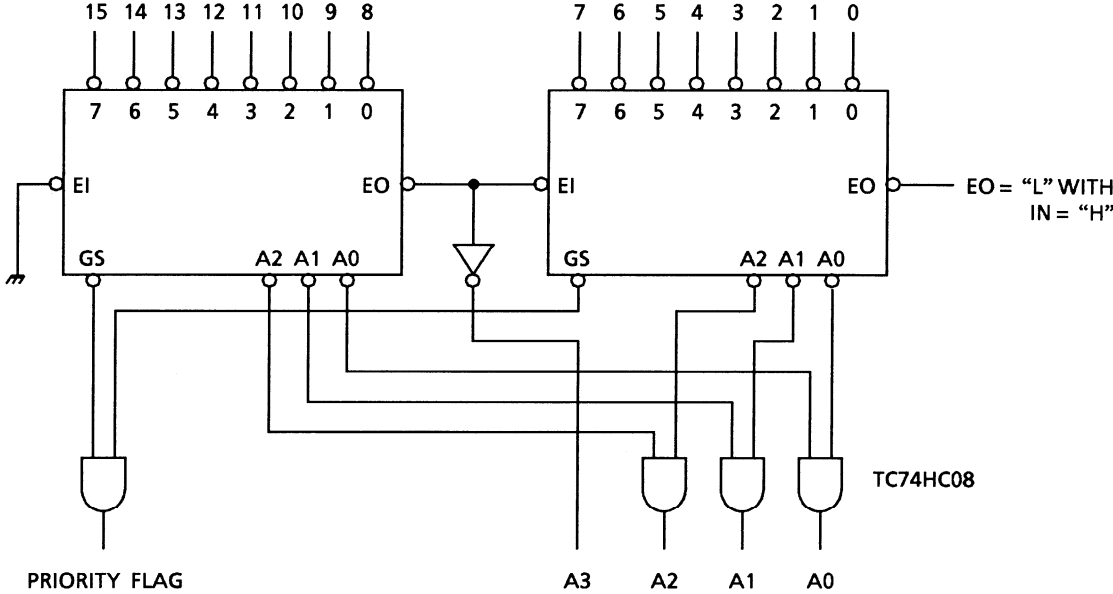 15 14 13 12 11 10 9 8 7 6 5 4 3 2 1 0
7 6 5 4 3 2 1 0 7 6 5 4 3 2 1 0
EI EO EI EO EO = “L” WITH
IN = “H”
GS A2 A1 A0 GS A2 A1 A0
TC74HC08
PRIORITY FLAG A3 A2 A1 A0